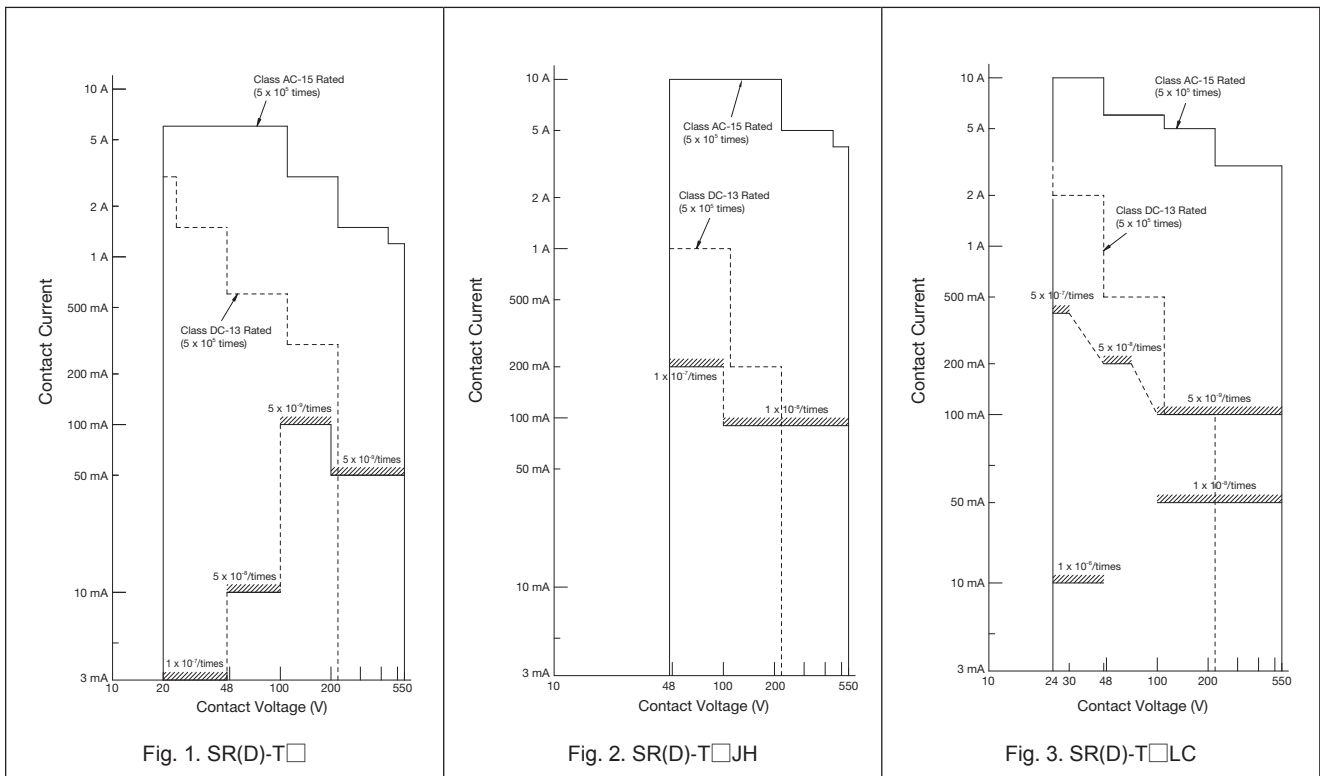 10 A
5 A
2 A
1 A
500 mA
200 mA
100 mA
50 mA
10 mA
3 mA
Contact Current
Class AC-15 Rated
(5 x 10⁵ times)
Class DC-13 Rated
(5 x 10⁵ times)
5 x 10⁻⁹/times
5 x 10⁻⁹/times
5 x 10⁻⁸/times
1 x 10⁻⁷/times
10 20 48 100 200 550
Contact Voltage (V)
Fig. 1. SR(D)-T□
10 A
5 A
2 A
1 A
500 mA
200 mA
100 mA
50 mA
10 mA
3 mA
Contact Current
Class AC-15 Rated
(5 x 10⁵ times)
Class DC-13 Rated
(5 x 10⁵ times)
1 x 10⁻⁷/times
1 x 10⁻⁸/times
10 48 100 200 550
Contact Voltage (V)
Fig. 2. SR(D)-T□JH
10 A
5 A
2 A
1 A
500 mA
200 mA
100 mA
50 mA
10 mA
3 mA
Contact Current
Class AC-15 Rated
(5 x 10⁵ times)
Class DC-13 Rated
(5 x 10⁵ times)
5 x 10⁻⁷/times
5 x 10⁻⁸/times
5 x 10⁻⁹/times
1 x 10⁻⁸/times
1 x 10⁻⁶/times
10 24 30 48 100 200 550
Contact Voltage (V)
Fig. 3. SR(D)-T□LC